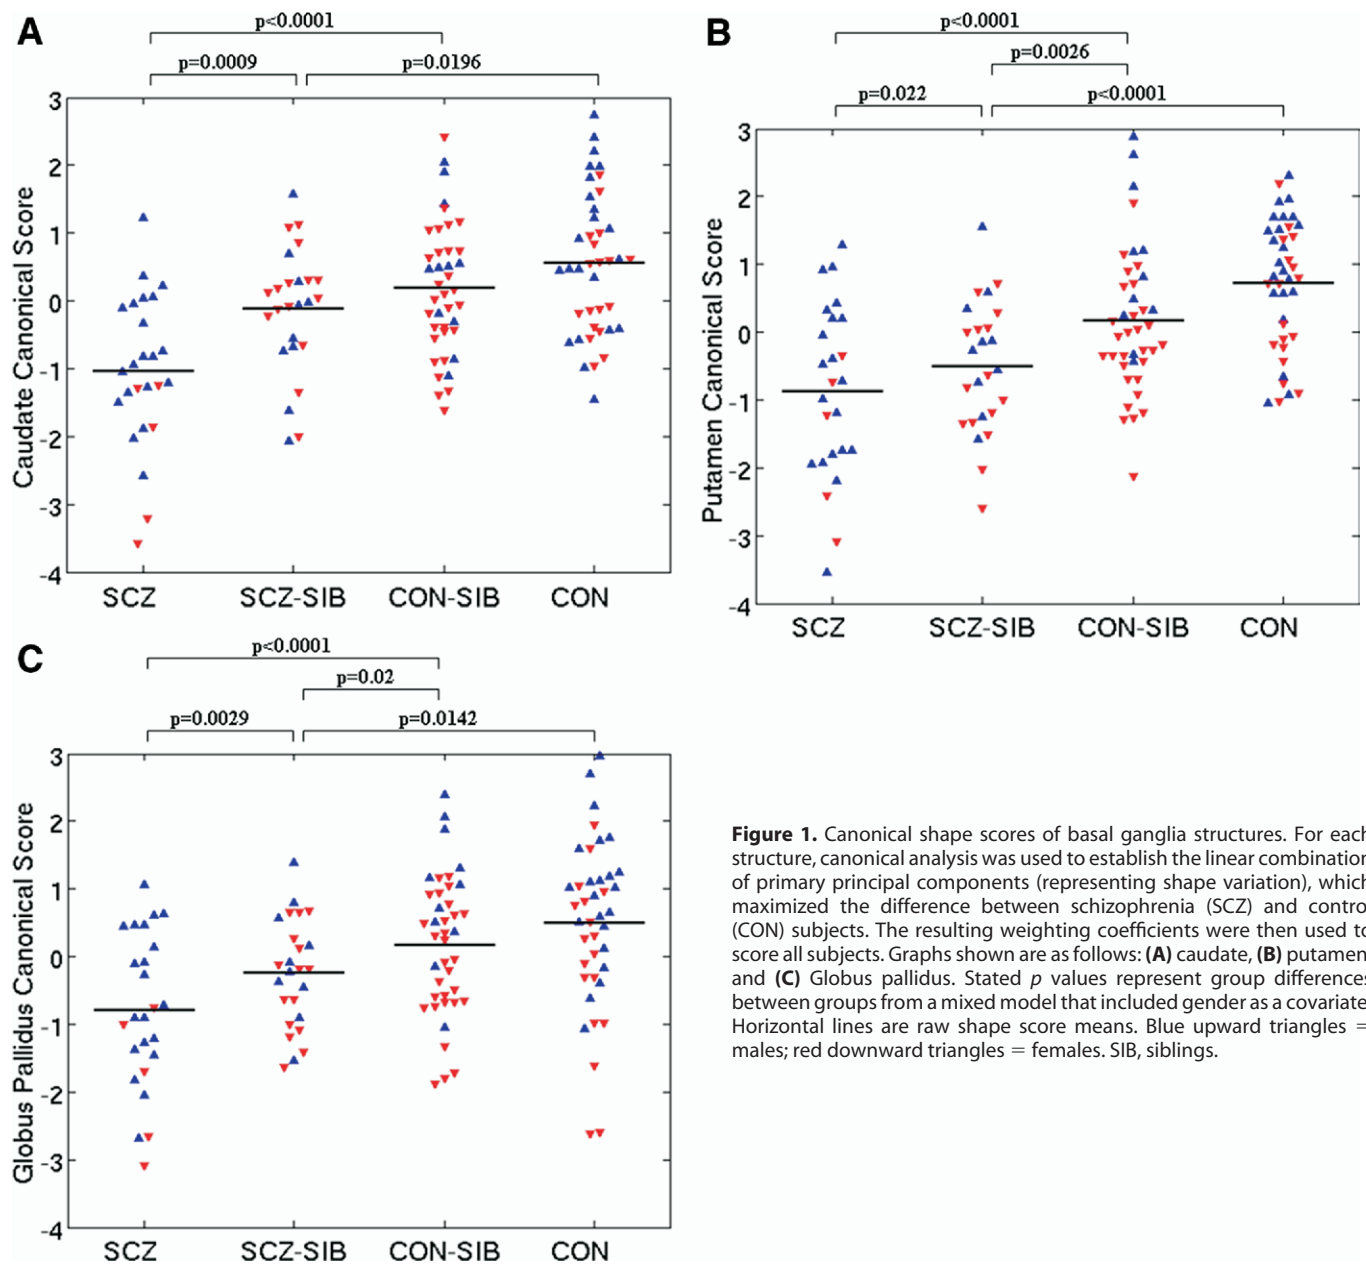 A
p<0.0001
p=0.0009
p=0.0196
Caudate Canonical Score
3
2
1
0
-1
-2
-3
-4
SCZ SCZ-SIB CON-SIB CON
B
p<0.0001
p=0.0026
p=0.022
p<0.0001
Putamen Canonical Score
3
2
1
0
-1
-2
-3
-4
SCZ SCZ-SIB CON-SIB CON
C
p<0.0001
p=0.02
p=0.0029
p=0.0142
Globus Pallidus Canonical Score
3
2
1
0
-1
-2
-3
-4
SCZ SCZ-SIB CON-SIB CON
Figure 1. Canonical shape scores of basal ganglia structures. For each
structure, canonical analysis was used to establish the linear combination
of primary principal components (representing shape variation), which
maximized the difference between schizophrenia (SCZ) and control
(CON) subjects. The resulting weighting coefficients were then used to
score all subjects. Graphs shown are as follows: (A) caudate, (B) putamen
and (C) Globus pallidus. Stated p values represent group differences
between groups from a mixed model that included gender as a covariate
Horizontal lines are raw shape score means. Blue upward triangles =
males; red downward triangles = females. SIB, siblings.